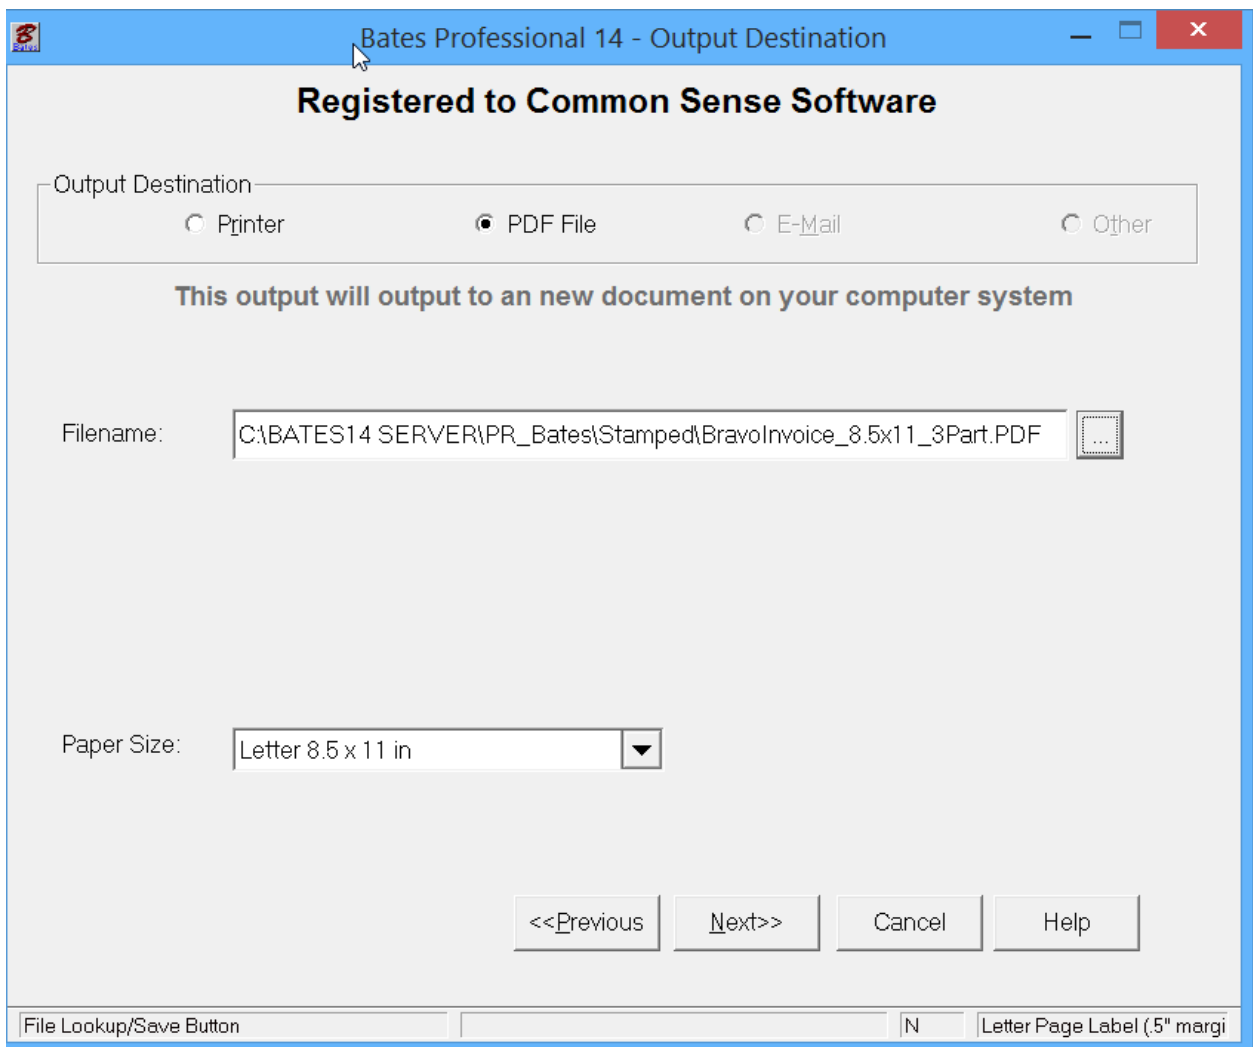 Bates
Bates Professional 14 - Output Destination
Registered to Common Sense Software
Output Destination
Printer PDF File E-Mail Other
This output will output to an new document on your computer system
Filename: C:\BATES14 SERVER\PR_Bates\Stamped\BravoInvoice_8.5x11_3Part.PDF ...
Paper Size: Letter 8.5 x 11 in
<<Previous Next>> Cancel Help
File Lookup/Save Button N Letter Page Label (.5" margi